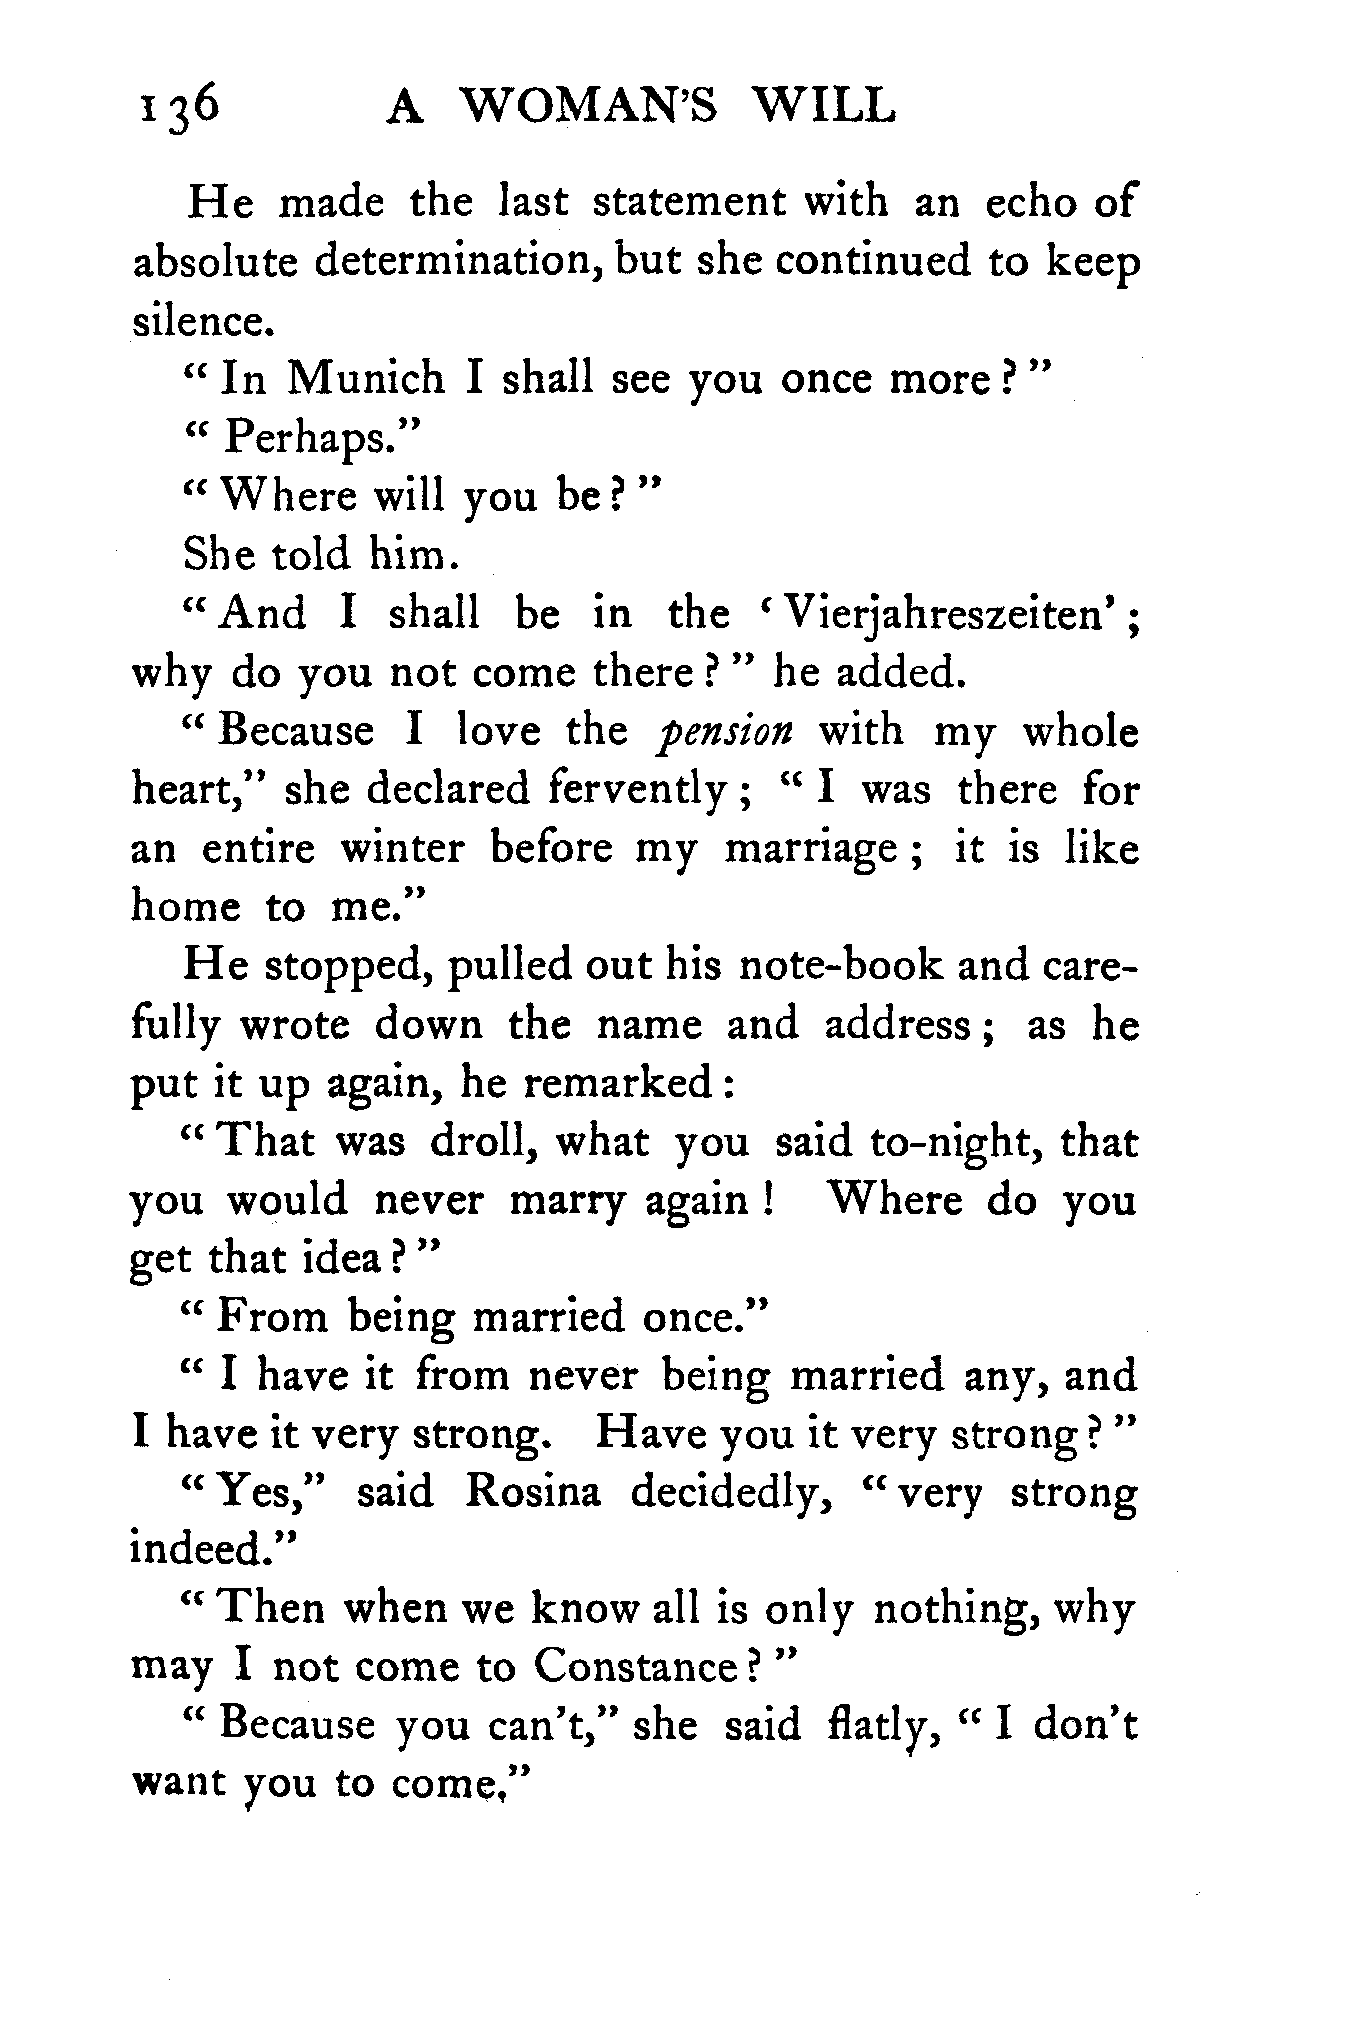 136 A WOMAN'S WILL
He made the last statement with an echo of
absolute determination, but she continued to keep
silence.
“ In Munich I shall see you once more ? ”
“ Perhaps.”
“ Where will you be ? ”
She told him.
“ And I shall be in the ‘ Vierjahreszeiten’ ;
why do you not come there ? ” he added.
“ Because I love the pension with my whole
heart,” she declared fervently ; “ I was there for
an entire winter before my marriage ; it is like
home to me.”
He stopped, pulled out his note-book and care-
fully wrote down the name and address ; as he
put it up again, he remarked :
“ That was droll, what you said to-night, that
you would never marry again ! Where do you
get that idea ? ”
“ From being married once.”
“ I have it from never being married any, and
I have it very strong. Have you it very strong ? ”
“ Yes,” said Rosina decidedly, “ very strong
indeed.”
“ Then when we know all is only nothing, why
may I not come to Constance ? ”
“ Because you can't,” she said flatly, “ I don't
want you to come.”